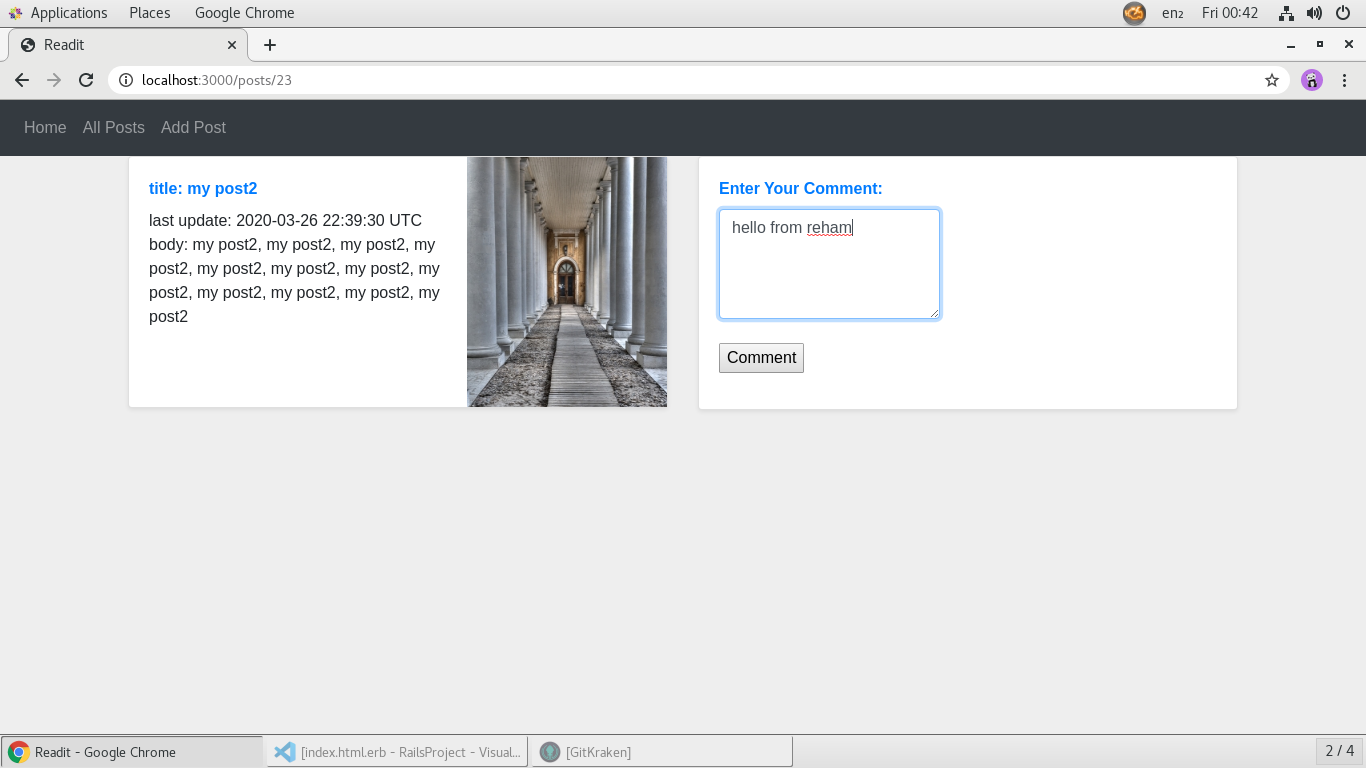 Applications Places Google Chrome en₂ Fri 00:42
Readit
localhost:3000/posts/23
Home All Posts Add Post
title: my post2
last update: 2020-03-26 22:39:30 UTC
body: my post2, my post2, my post2, my
post2, my post2, my post2, my post2, my
post2, my post2, my post2, my post2, my
post2
Enter Your Comment:
hello from reham
Comment
Readit - Google Chrome [index.html.erb - RailsProject - Visual... [GitKraken] 2 / 4